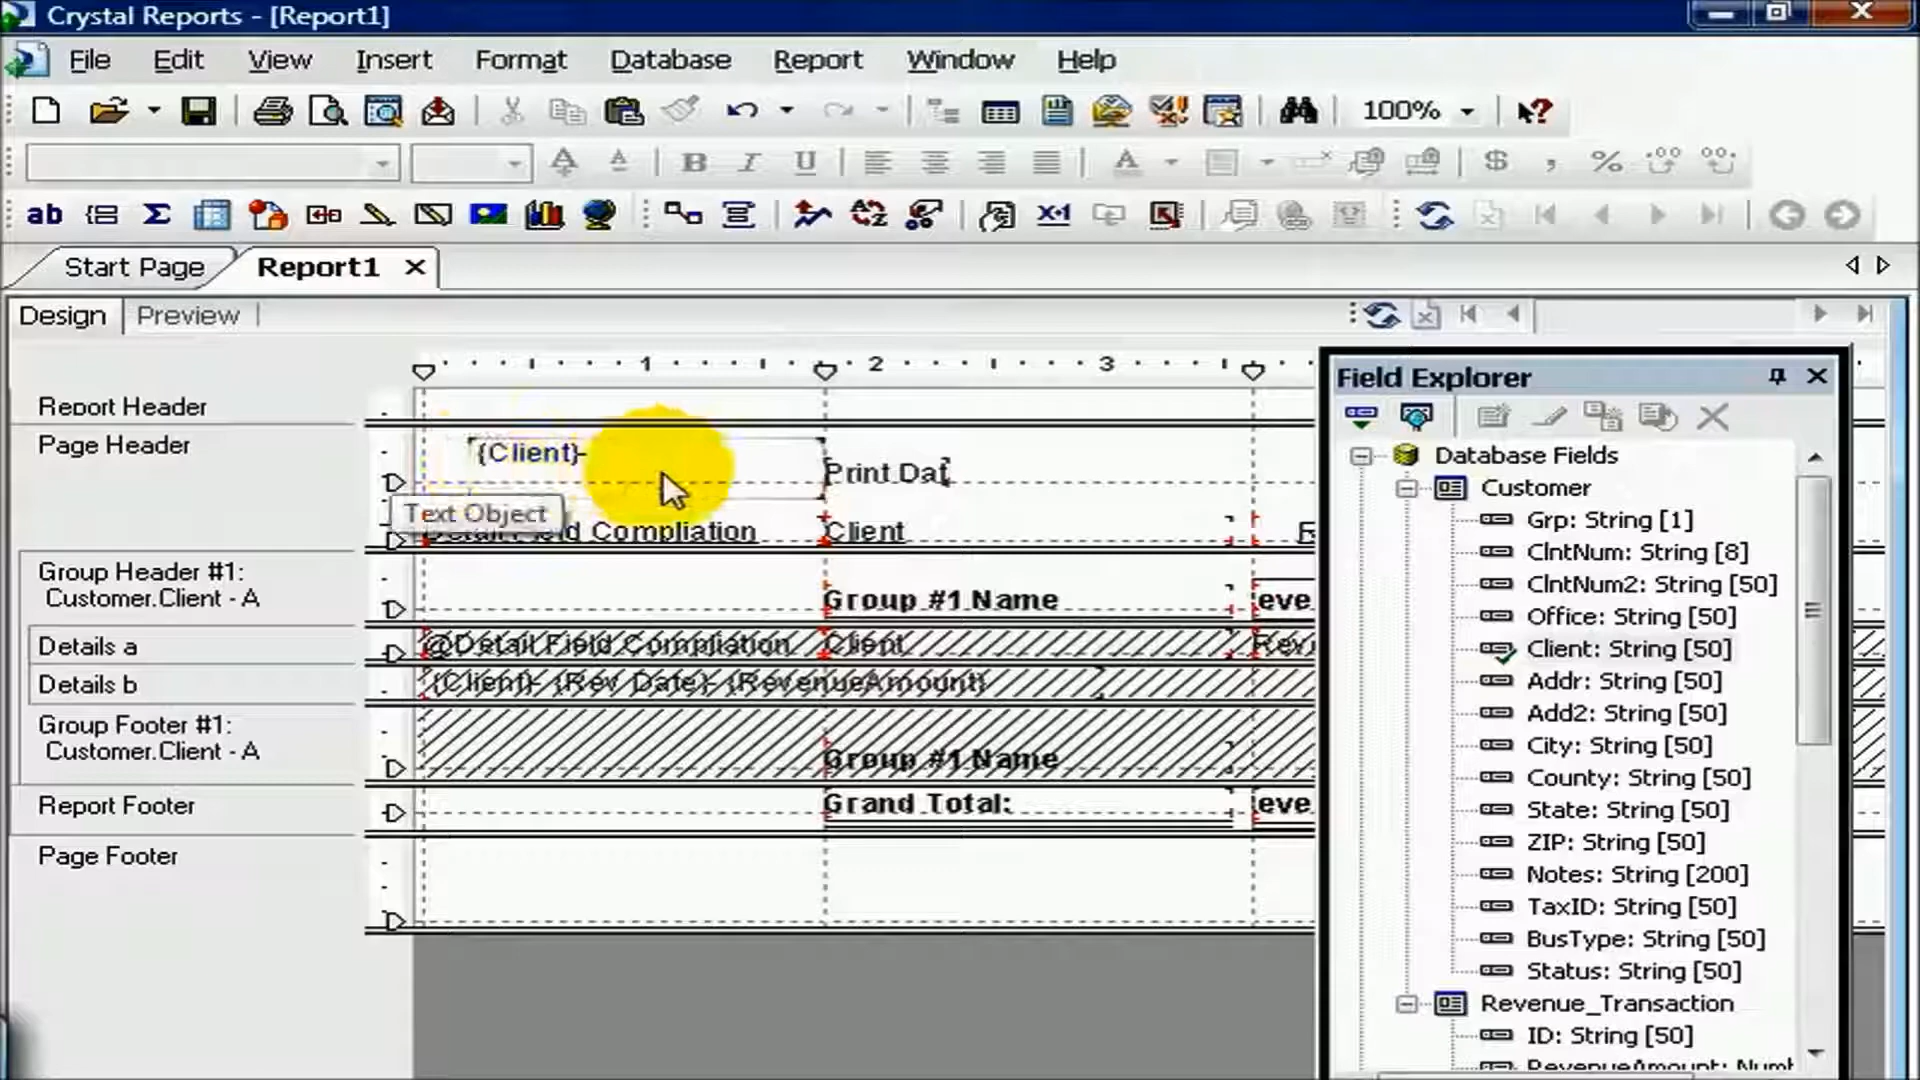 Crystal Reports - [Report1]
File Edit View Insert Format Database Report Window Help
100%
Start Page Report1
Design Preview
1 2 3
Report Header
Page Header
{Client}-
Print Dat
Text Object
Detail Field Compliation Client
Group Header #1:
Customer.Client - A
Group #1 Name
Details a
@Detail Field Compliation Client
Details b
{Client}- {Rev Date}- {RevenueAmount}
Group Footer #1:
Customer.Client - A
Group #1 Name
Report Footer
Grand Total:
Page Footer
Field Explorer
Database Fields
Customer
Grp: String [1]
ClntNum: String [8]
ClntNum2: String [50]
Office: String [50]
Client: String [50]
Addr: String [50]
Add2: String [50]
City: String [50]
County: String [50]
State: String [50]
ZIP: String [50]
Notes: String [200]
TaxID: String [50]
BusType: String [50]
Status: String [50]
Revenue_Transaction
ID: String [50]
RevenueAmount: Numb